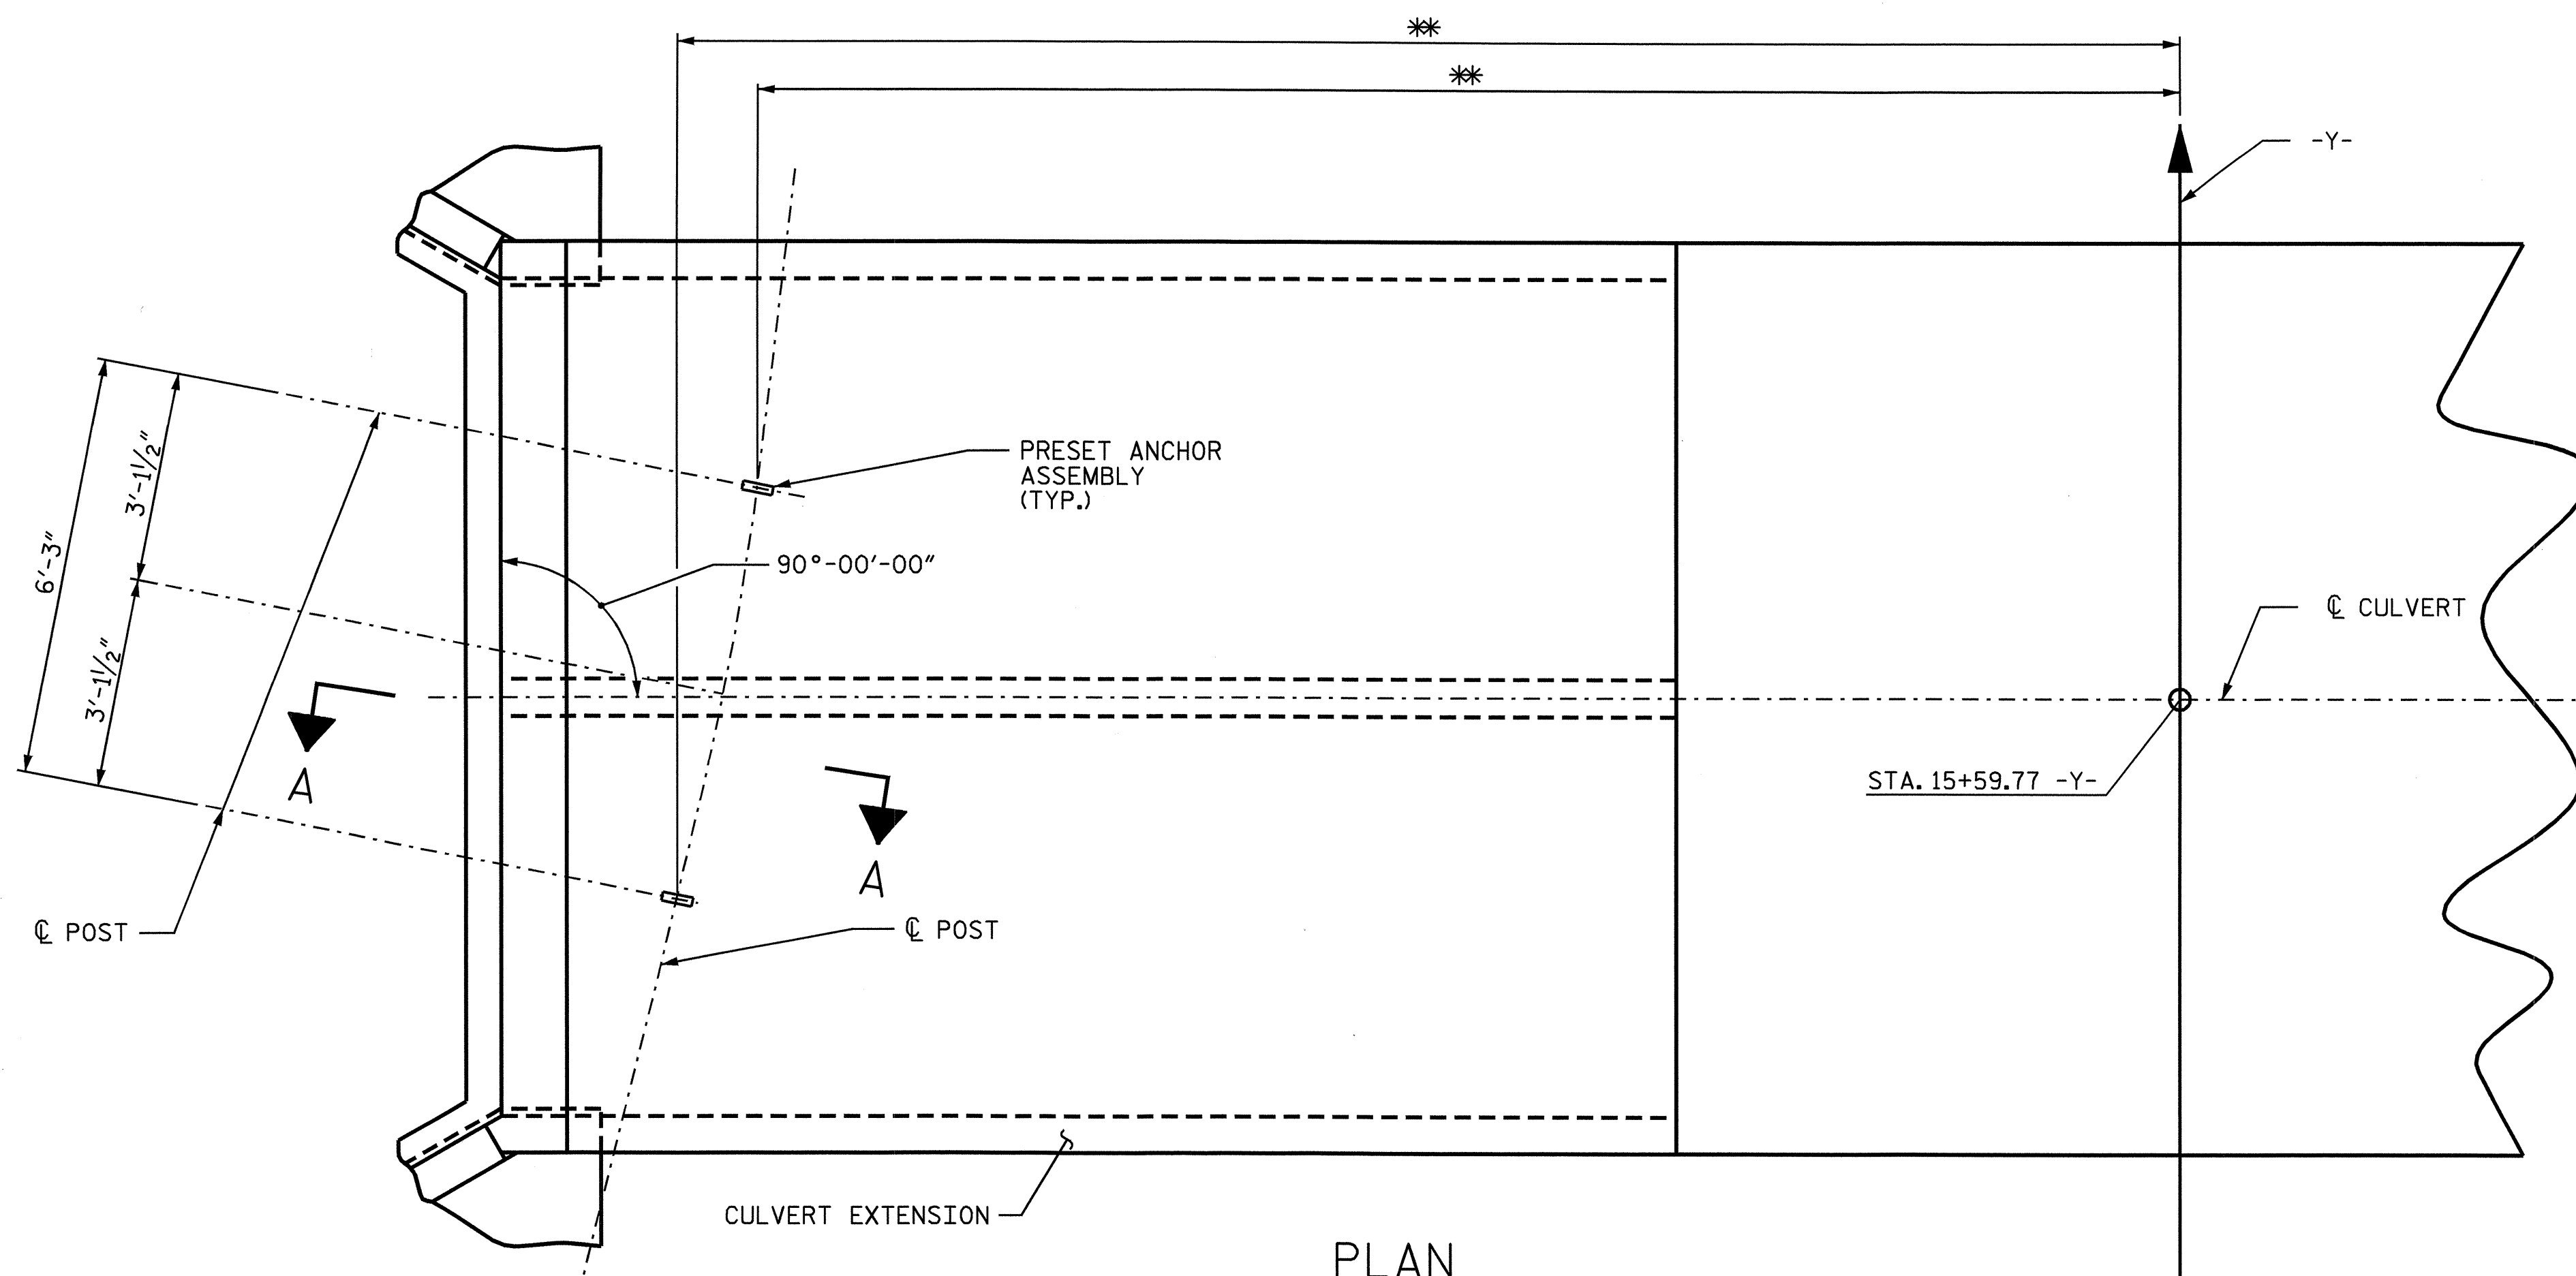 **
**
-Y-
PRESET ANCHOR
ASSEMBLY
(TYP.)
3'-1½"
6'-3"
90°-00'-00"
℄ CULVERT
3'-1½"
A
STA. 15+59.77 -Y-
A
℄ POST
℄ POST
CULVERT EXTENSION
PLAN